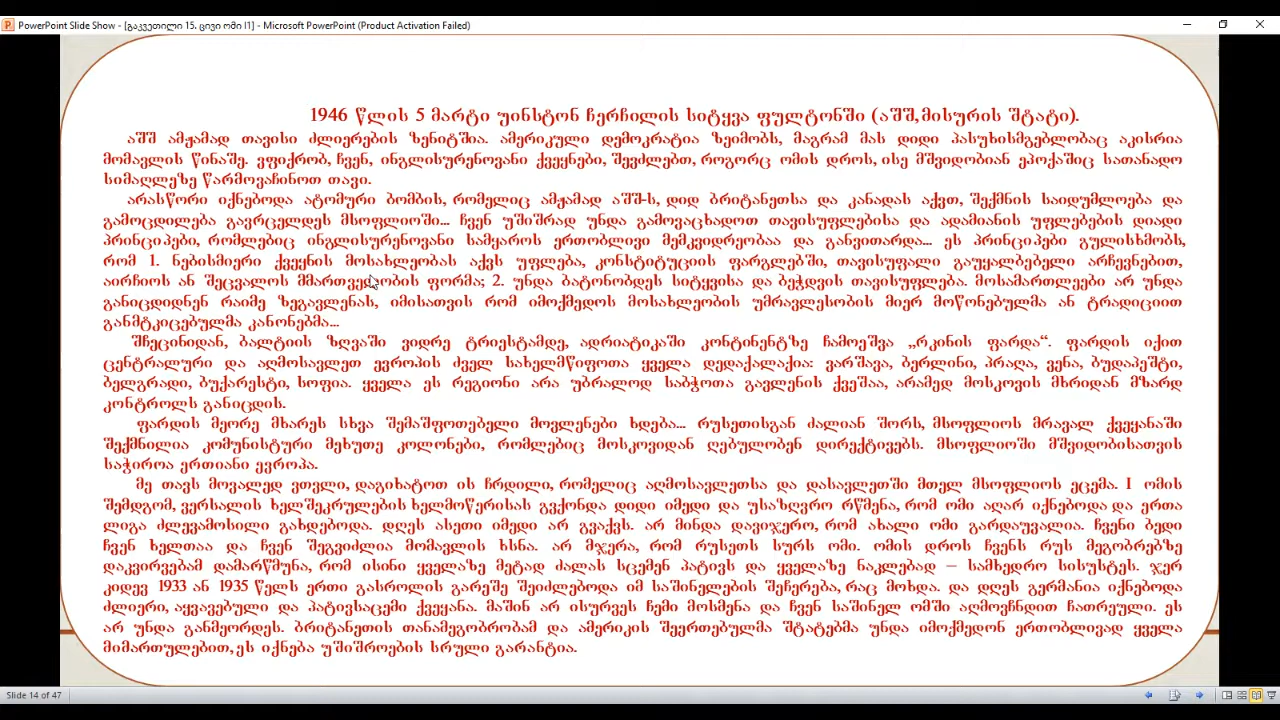 PowerPoint Slide Show - [გაკვეთილი 15. ცივი ომი I1] - Microsoft PowerPoint (Product Activation Failed)
1946 წლის 5 მარტი უინსტონ ჩერჩილის სიტყვა ფულტონში (აშშ,მისურის შტატი).
აშშ ამჟამად თავისი ძლიერების ზენიტშია. ამერიკული დემოკრატია ზეიმობს, მაგრამ მას დიდი პასუხისმგებლობაც აკისრია
მომავლის წინაშე. ვფიქრობ, ჩვენ, ინგლისურენოვანი ქვეყნები, შევძლებთ, როგორც ომის დროს, ისე მშვიდობიან ეპოქაშიც სათანადო
სიმაღლეზე წარმოვაჩინოთ თავი.
არასწორი იქნებოდა ატომური ბომბის, რომელიც ამჟამად აშშ-ს, დიდ ბრიტანეთსა და კანადას აქვთ, შექმნის საიდუმლოება და
გამოცდილება გავრცელდეს მსოფლიოში... ჩვენ უშიშრად უნდა გამოვაცხადოთ თავისუფლებისა და ადამიანის უფლებების დიადი
პრინციპები, რომლებიც ინგლისურენოვანი სამყაროს ერთობლივი მემკვიდრეობაა და განვითარდა... ეს პრინციპები გულისხმობს,
რომ 1. ნებისმიერი ქვეყნის მოსახლეობას აქვს უფლება, კონსტიტუციის ფარგლებში, თავისუფალი გაუყალბებელი არჩევნებით,
აირჩიოს ან შეცვალოს მმართველობის ფორმა; 2. უნდა ბატონობდეს სიტყვისა და ბეჭდვის თავისუფლება. მოსამართლეები არ უნდა
განიცდიდნენ რაიმე ზეგავლენას, იმისათვის რომ იმოქმედოს მოსახლეობის უმრავლესობის მიერ მოწონებულმა ან ტრადიციით
განმტკიცებულმა კანონებმა...
შჩეცინიდან, ბალტიის ზღვაში ვიდრე ტრიესტამდე, ადრიატიკაში კონტინენტზე ჩამოეშვა „რკინის ფარდა“. ფარდის იქით
ცენტრალური და აღმოსავლეთ ევროპის ძველ სახელმწიფოთა ყველა დედაქალაქია: ვარშავა, ბერლინი, პრაღა, ვენა, ბუდაპეშტი,
ბელგრადი, ბუქარესტი, სოფია. ყველა ეს რეგიონი არა უბრალოდ საბჭოთა გავლენის ქვეშაა, არამედ მოსკოვის მხრიდან მზარდ
კონტროლს განიცდის.
ფარდის მეორე მხარეს სხვა შემაშფოთებელი მოვლენები ხდება... რუსეთისგან ძალიან შორს, მსოფლიოს მრავალ ქვეყანაში
შექმნილია კომუნისტური მეხუთე კოლონები, რომლებიც მოსკოვიდან ღებულობენ დირექტივებს. მსოფლიოში მშვიდობისათვის
საჭიროა ერთიანი ევროპა.
მე თავს მოვალედ ვთვლი, დაგიხატოთ ის ჩრდილი, რომელიც აღმოსავლეთსა და დასავლეთში მთელ მსოფლიოს ეცემა. I ომის
შემდგომ, ვერსალის ხელშეკრულების ხელმოწერისას გვქონდა დიდი იმედი და უსაზღვრო რწმენა, რომ ომი აღარ იქნებოდა და ერთა
ლიგა ძლევამოსილი გახდებოდა. დღეს ასეთი იმედი არ გვაქვს. არ მინდა დავიჯერო, რომ ახალი ომი გარდაუვალია. ჩვენი ბედი
ჩვენ ხელთაა და ჩვენ შეგვიძლია მომავლის ხსნა. არ მჯერა, რომ რუსეთს სურს ომი. ომის დროს ჩვენს რუს მეგობრებზე
დაკვირვებამ დამარწმუნა, რომ ისინი ყველაზე მეტად ძალას სცემენ პატივს და ყველაზე ნაკლებად – სამხედრო სისუსტეს. ჯერ
კიდევ 1933 ან 1935 წელს ერთი გასროლის გარეშე შეიძლებოდა იმ საშინელების შეჩერება, რაც მოხდა. და დღეს გერმანია იქნებოდა
ძლიერი, აყვავებული და პატივსაცემი ქვეყანა. მაშინ არ ისურვეს ჩემი მოსმენა და ჩვენ საშინელ ომში აღმოვჩნდით ჩათრეული. ეს
არ უნდა განმეორდეს. ბრიტანეთის თანამეგობრობამ და ამერიკის შეერთებულმა შტატებმა უნდა იმოქმედონ ერთობლივად ყველა
მიმართულებით, ეს იქნება უშიშროების სრული გარანტია.
Slide 14 of 47